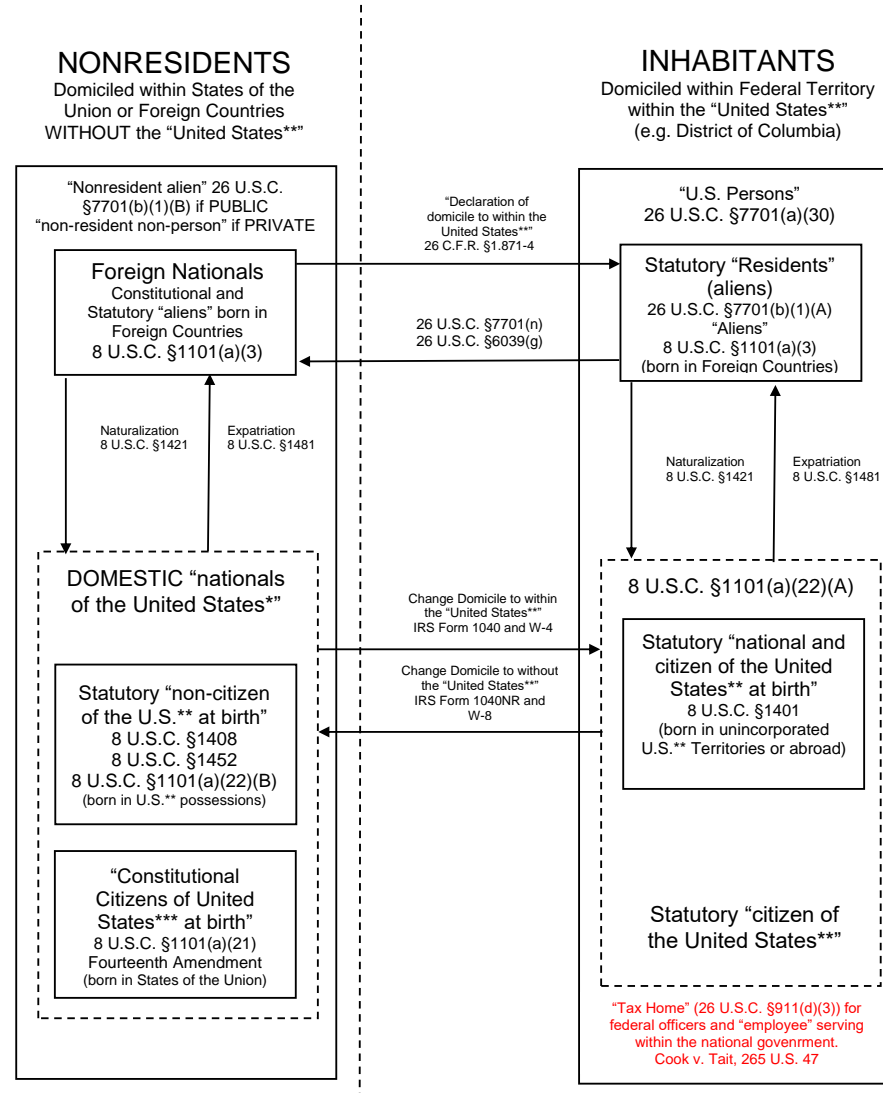 NONRESIDENTS
Domiciled within States of the
Union or Foreign Countries
WITHOUT the “United States**”
INHABITANTS
Domiciled within Federal Territory
within the “United States**”
(e.g. District of Columbia)
“Nonresident alien” 26 U.S.C.
§7701(b)(1)(B) if PUBLIC
“non-resident non-person” if PRIVATE
Foreign Nationals
Constitutional and
Statutory “aliens” born in
Foreign Countries
8 U.S.C. §1101(a)(3)
“Declaration of
domicile to within the
United States**”
26 C.F.R. §1.871-4
26 U.S.C. §7701(n)
26 U.S.C. §6039(g)
“U.S. Persons”
26 U.S.C. §7701(a)(30)
Statutory “Residents”
(aliens)
26 U.S.C. §7701(b)(1)(A)
“Aliens”
8 U.S.C. §1101(a)(3)
(born in Foreign Countries)
Naturalization
8 U.S.C. §1421
Expatriation
8 U.S.C. §1481
Naturalization
8 U.S.C. §1421
Expatriation
8 U.S.C. §1481
DOMESTIC “nationals
of the United States*”
Statutory “non-citizen
of the U.S.** at birth”
8 U.S.C. §1408
8 U.S.C. §1452
8 U.S.C. §1101(a)(22)(B)
(born in U.S.** possessions)
“Constitutional
Citizens of United
States*** at birth”
8 U.S.C. §1101(a)(21)
Fourteenth Amendment
(born in States of the Union)
Change Domicile to within
the “United States**”
IRS Form 1040 and W-4
Change Domicile to without
the “United States**”
IRS Form 1040NR and
W-8
8 U.S.C. §1101(a)(22)(A)
Statutory “national and
citizen of the United
States** at birth”
8 U.S.C. §1401
(born in unincorporated
U.S.** Territories or abroad)
Statutory “citizen of
the United States**”
“Tax Home” (26 U.S.C. §911(d)(3)) for
federal officers and “employee” serving
within the national govenrment.
Cook v. Tait, 265 U.S. 47